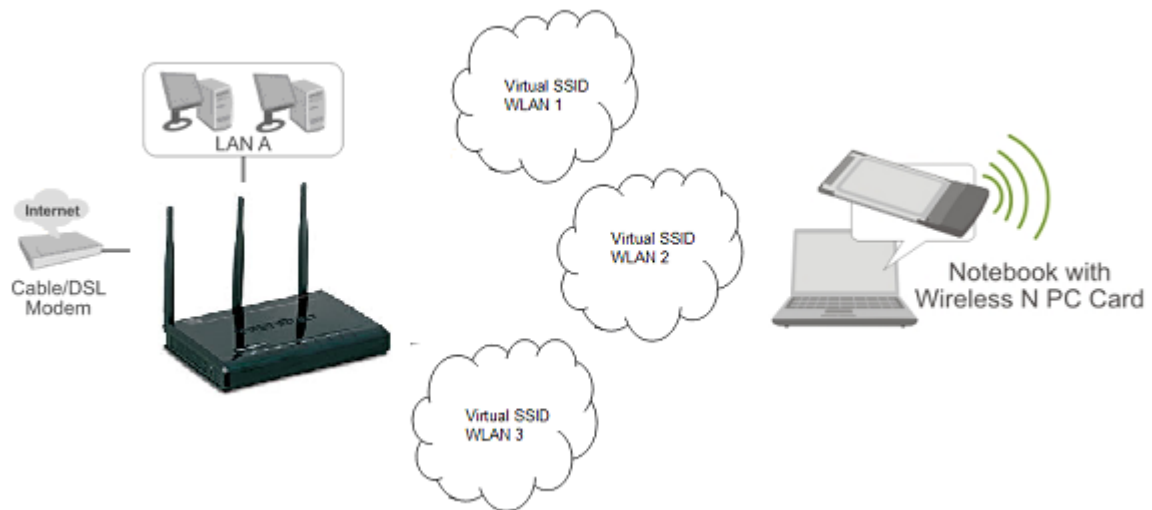 Virtual SSID
WLAN 1
LAN A
Internet
Cable/DSL
Modem
Virtual SSID
WLAN 2
Notebook with
Wireless N PC Card
Virtual SSID
WLAN 3